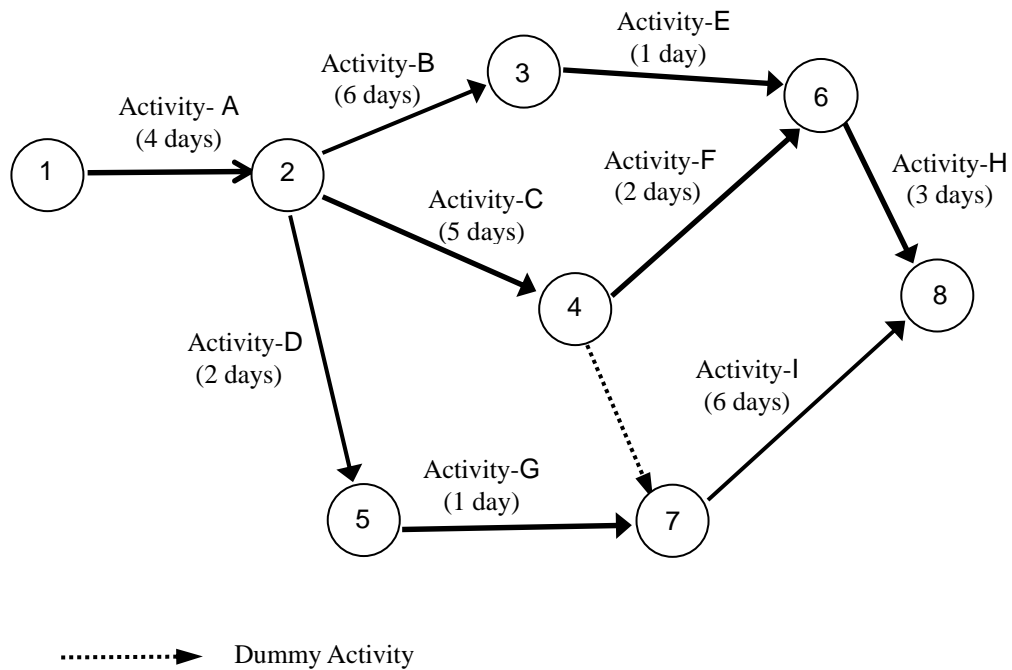 Activity-E
(1 day)
Activity-B
(6 days)
3
6
Activity- A
(4 days)
1
2
Activity-F
(2 days)
Activity-H
(3 days)
Activity-C
(5 days)
4
8
Activity-D
(2 days)
Activity-I
(6 days)
Activity-G
(1 day)
5
7
Dummy Activity